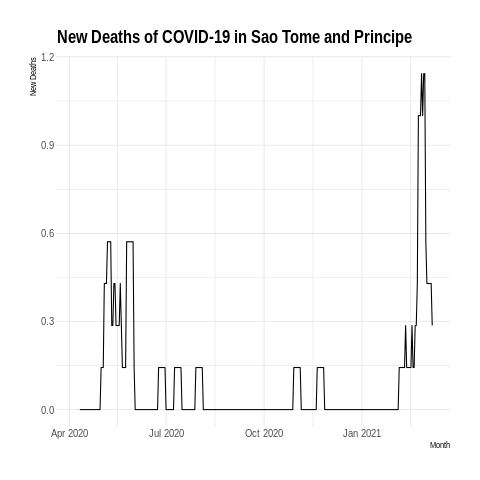 New Deaths of COVID-19 in Sao Tome and Principe
New Deaths
1.2
0.9
0.6
0.3
0.0
Apr 2020 Jul 2020 Oct 2020 Jan 2021
Month